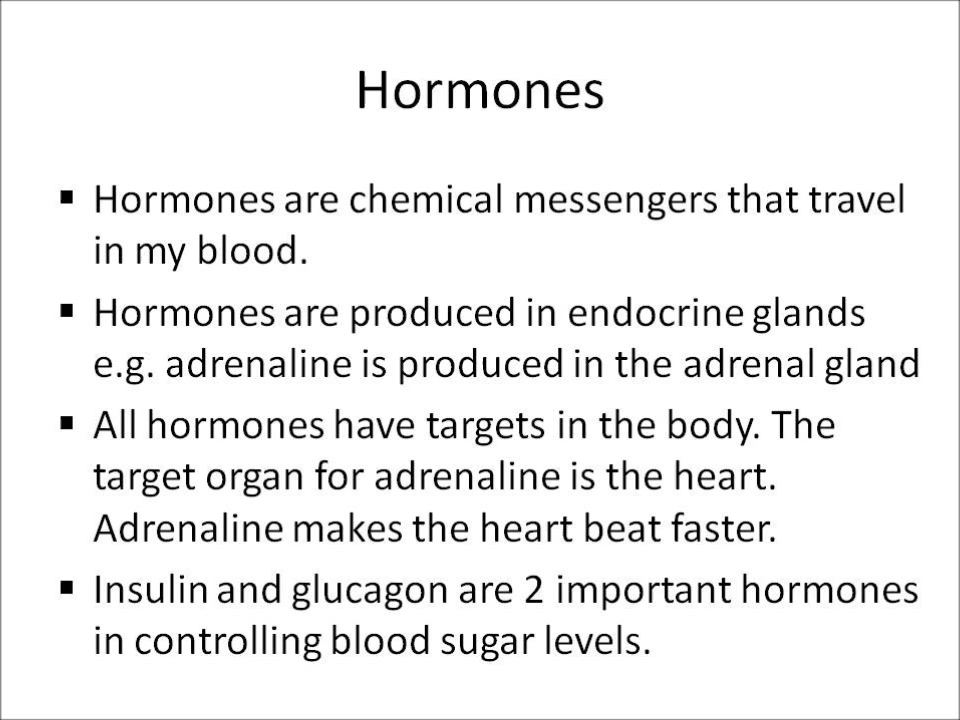 Hormones
▪ Hormones are chemical messengers that travel
in my blood.
▪ Hormones are produced in endocrine glands
e.g. adrenaline is produced in the adrenal gland
▪ All hormones have targets in the body. The
target organ for adrenaline is the heart.
Adrenaline makes the heart beat faster.
▪ Insulin and glucagon are 2 important hormones
in controlling blood sugar levels.